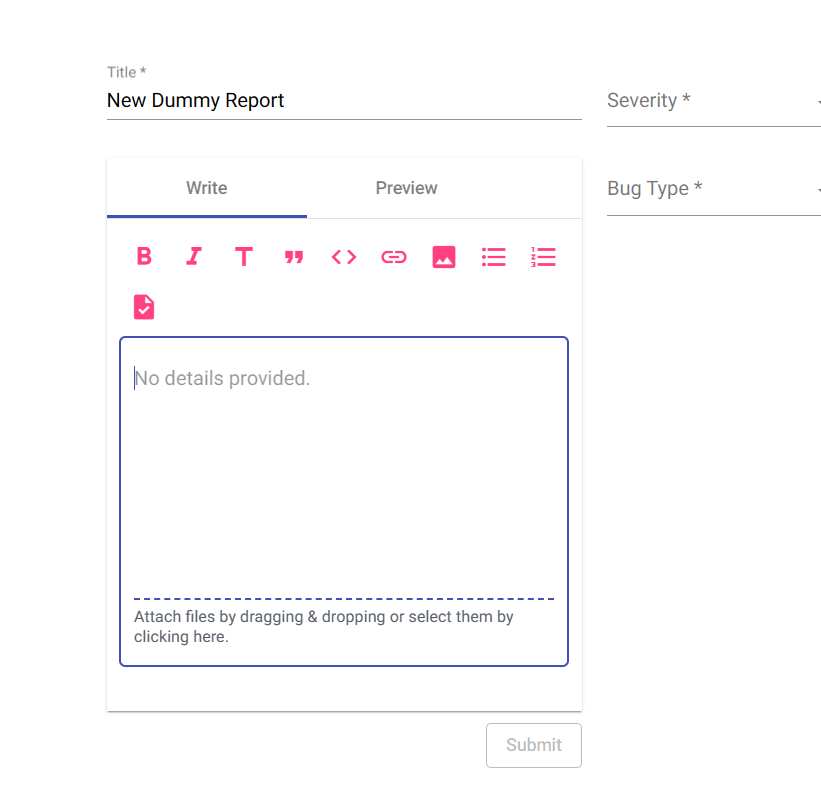 Title *
New Dummy Report
Severity *
Write Preview
Bug Type *
No details provided.
Attach files by dragging & dropping or select them by
clicking here.
Submit